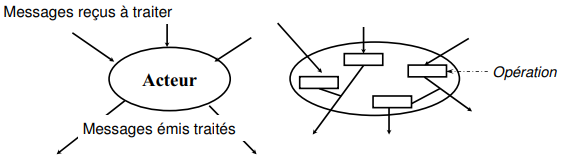 Messages reçus à traiter
Acteur
Opération
Messages émis traités